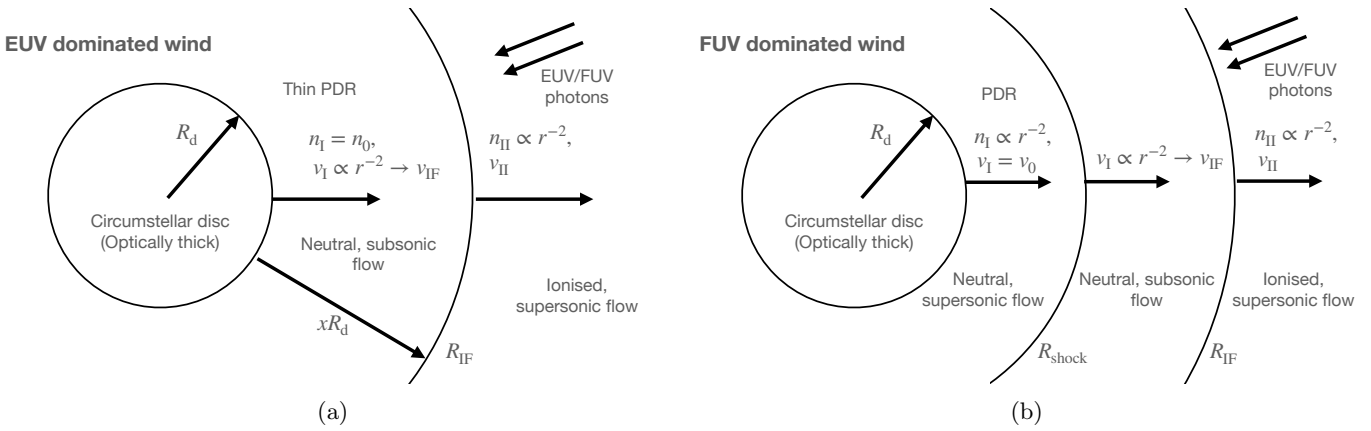 EUV dominated wind
Thin PDR
EUV/FUV
photons
R_d
n_I = n_0,
v_I ∝ r^{-2} → v_IF
n_II ∝ r^{-2},
v_II
Circumstellar disc
(Optically thick)
Neutral, subsonic
flow
Ionised,
supersonic flow
xR_d
R_IF
(a)
FUV dominated wind
PDR
EUV/FUV
photons
R_d
n_I ∝ r^{-2},
v_I = v_0
v_I ∝ r^{-2} → v_IF
n_II ∝ r^{-2},
v_II
Circumstellar disc
(Optically thick)
Neutral,
supersonic flow
Neutral, subsonic
flow
Ionised,
supersonic flow
R_shock
R_IF
(b)